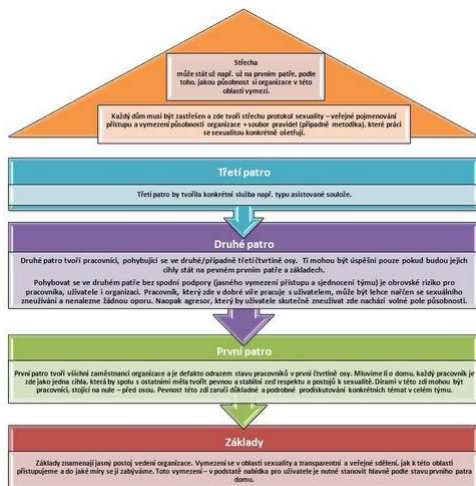 Střecha
může stát už např. už na prvním patře, podle
toho, jakou působnost si organizace v této
oblasti vymezí.
Každý dům musí být zastřešen a zde tvoří střechu protokol sexuality – veřejné pojmenování
přístupu a vymezení působnosti organizace + soubor pravidel (případně metodika), které práci
se sexualitou konkrétně ošetřují.
Třetí patro
Třetí patro by tvořila konkrétní služba např. typu asistované soulože.
Druhé patro
Druhé patro tvoří pracovníci, pohybující se ve druhé/případně třetí čtvrtině osy. Ti mohou být úspěšní pouze pokud budou jejich
cihly stát na pevném prvním patře a základech.
Pohybovat se ve druhém patře bez spodní podpory (jasného vymezení přístupu a sjednocení týmu) je obrovské riziko pro
pracovníka, uživatele i organizaci. Pracovník, který zde v dobré víře pracuje s uživatelem, může být lehce nařčen se sexuálního
zneužívání a nenalezne žádnou oporu. Naopak agresor, který by uživatele skutečně zneužíval zde nachází volné pole působnosti.
První patro
První patro tvoří všichni zaměstnanci organizace a je defakto odrazem stavu pracovníků v první čtvrtině osy. Mluvíme li o domu, každý pracovník je
zde jako jedna cihla, která by spolu s ostatními měla tvořit pevnou a stabilní zeď respektu a postojů k sexualitě. Dírami v této zdi mohou být
pracovníci, stojící na nule – před osou. Pevnost této zdi zaručí důkladné a podrobné prodiskutování konkrétních témat v celém týmu.
Základy
Základy znamenají jasný postoj vedení organizace. Vymezení se v oblasti sexuality a transparentní a veřejné sdělení, jak k této oblasti
přistupujeme a do jaké míry se jí zabýváme. Toto vymezení – v podstatě nabídka pro uživatele je nutné stanovit hlavně podle stavu prvního patra
domu.